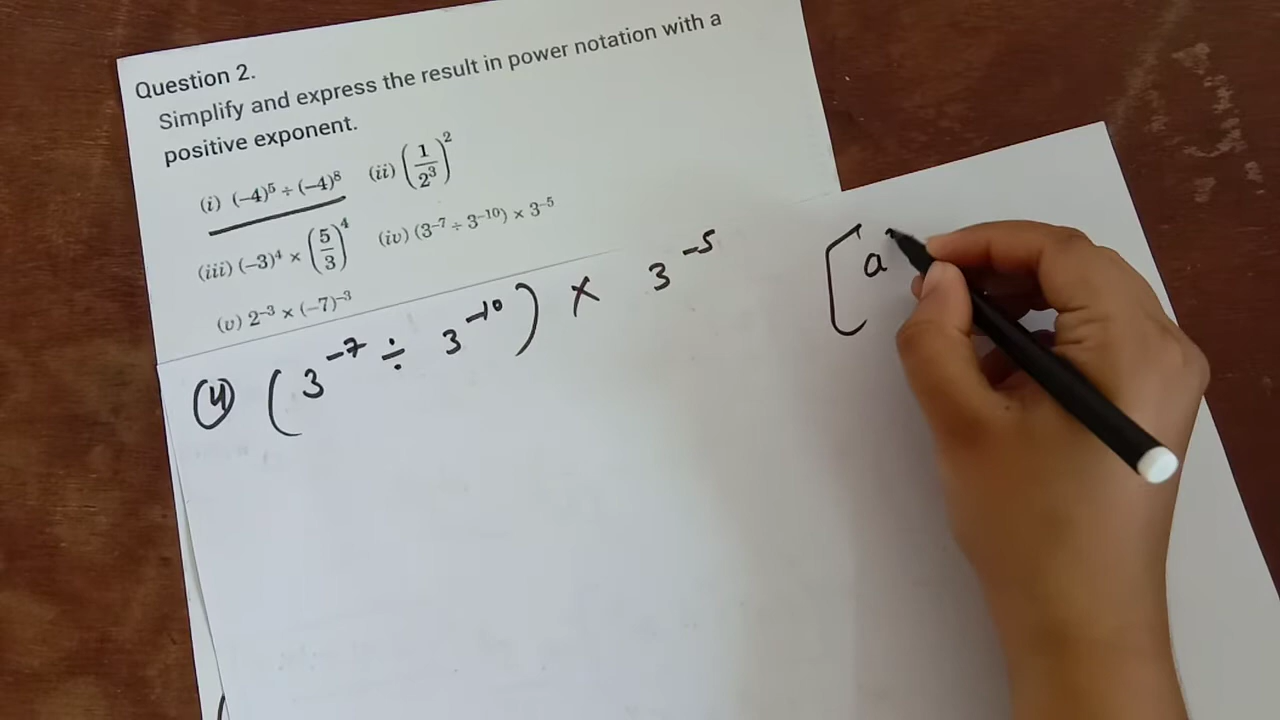 Question 2.
Simplify and express the result in power notation with a
positive exponent.
(i) (−4)⁵ ÷ (−4)⁸ (ii) (1/2³)²
(iii) (−3)⁴ × (5/3)⁴ (iv) (3⁻⁷ ÷ 3⁻¹⁰) × 3⁻⁵
(v) 2⁻³ × (−7)⁻³
(4) (3⁻⁷ ÷ 3⁻¹⁰) × 3⁻⁵ [a